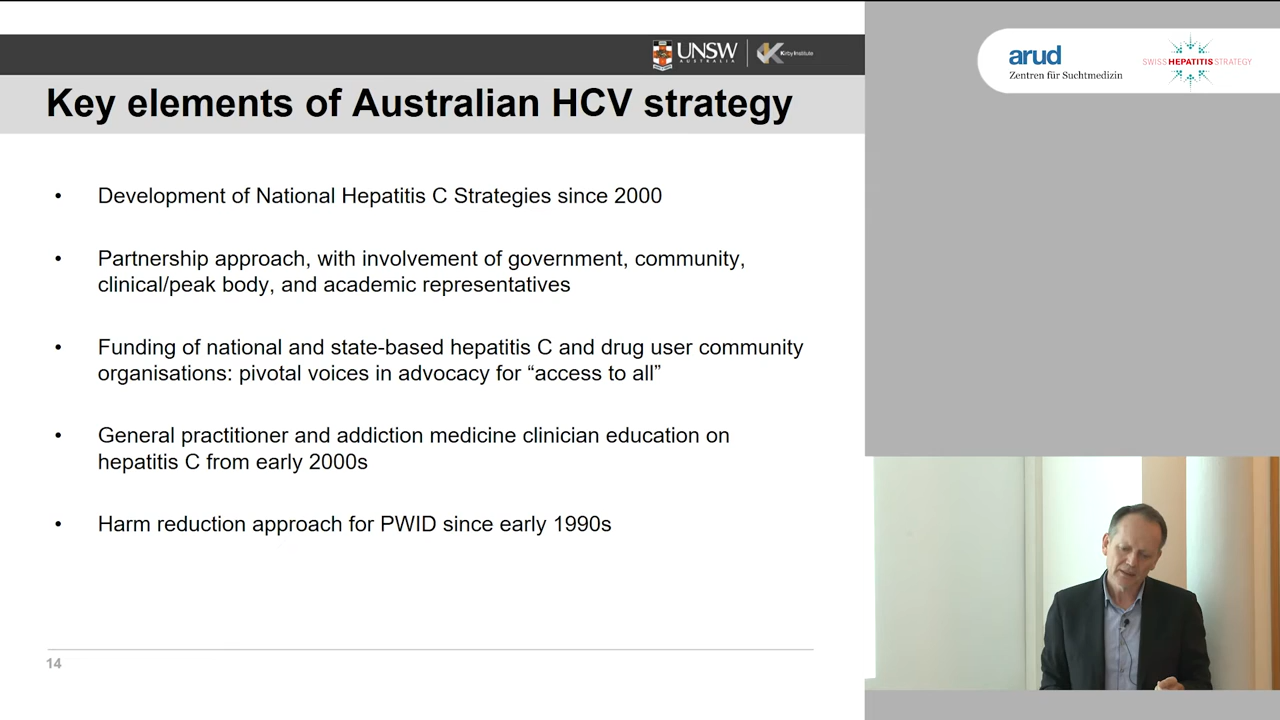 UNSW
AUSTRALIA
Kirby Institute
arud
Zentren für Suchtmedizin
SWISS HEPATITIS STRATEGY
Key elements of Australian HCV strategy
• Development of National Hepatitis C Strategies since 2000
• Partnership approach, with involvement of government, community,
clinical/peak body, and academic representatives
• Funding of national and state-based hepatitis C and drug user community
organisations: pivotal voices in advocacy for “access to all”
• General practitioner and addiction medicine clinician education on
hepatitis C from early 2000s
• Harm reduction approach for PWID since early 1990s
14